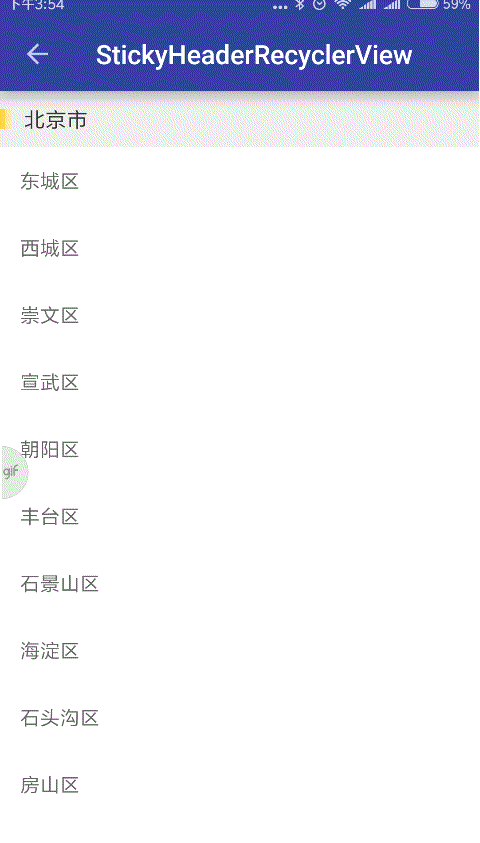 下午3:54
59%
StickyHeaderRecyclerView
北京市
东城区
西城区
崇文区
宣武区
朝阳区
gif
丰台区
石景山区
海淀区
石头沟区
房山区